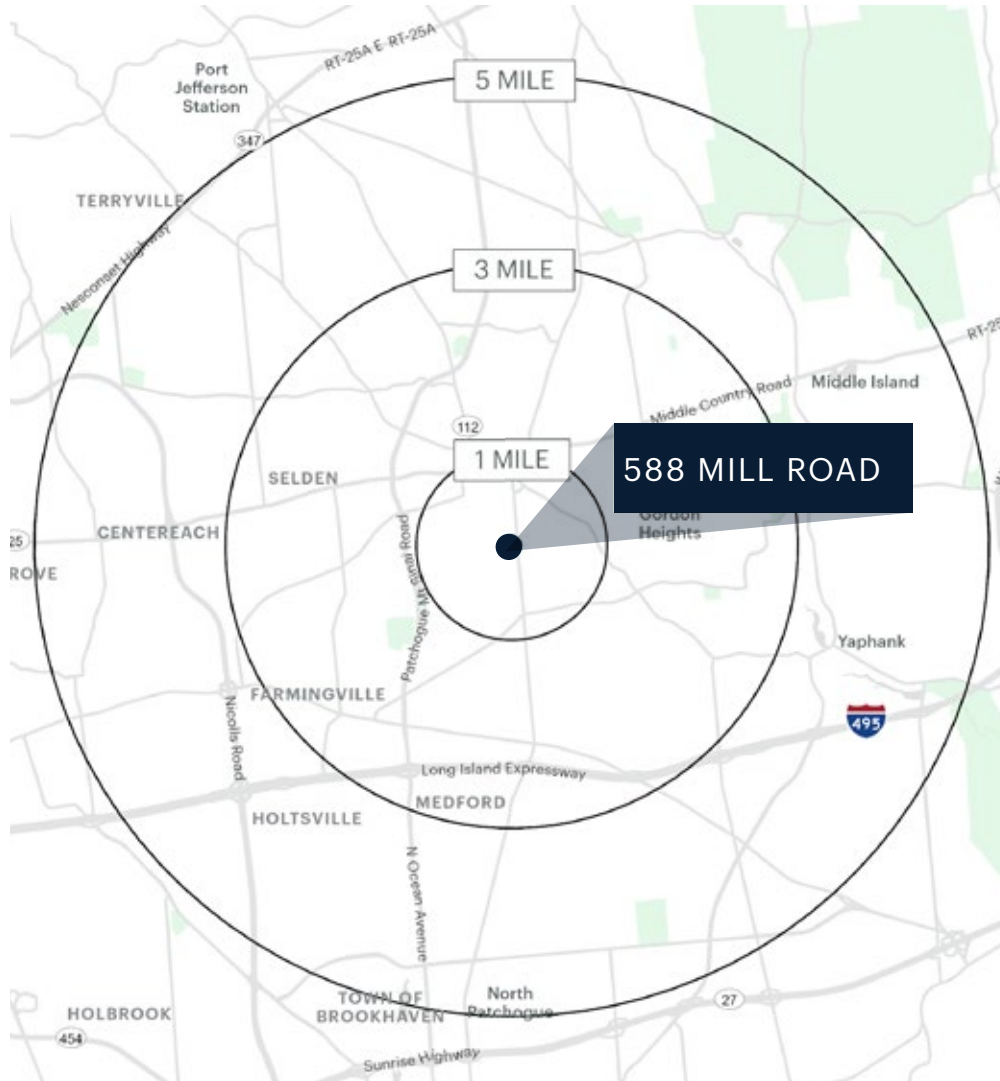 RT-25A E RT-25A
Port
Jefferson
Station
5 MILE
347
TERRYVILLE
Nesconset Highway
3 MILE
RT-25
Middle Island
Middle Country Road
112
1 MILE
588 MILL ROAD
SELDEN
Gordon
Heights
CENTEREACH
25
ROVE
Patchogue Mt Sinai Road
Yaphank
FARMINGVILLE
495
Nicolls Road
Long Island Expressway
MEDFORD
HOLTSVILLE
N Ocean Avenue
TOWN OF
BROOKHAVEN
North
Patchogue
27
HOLBROOK
454
Sunrise Highway